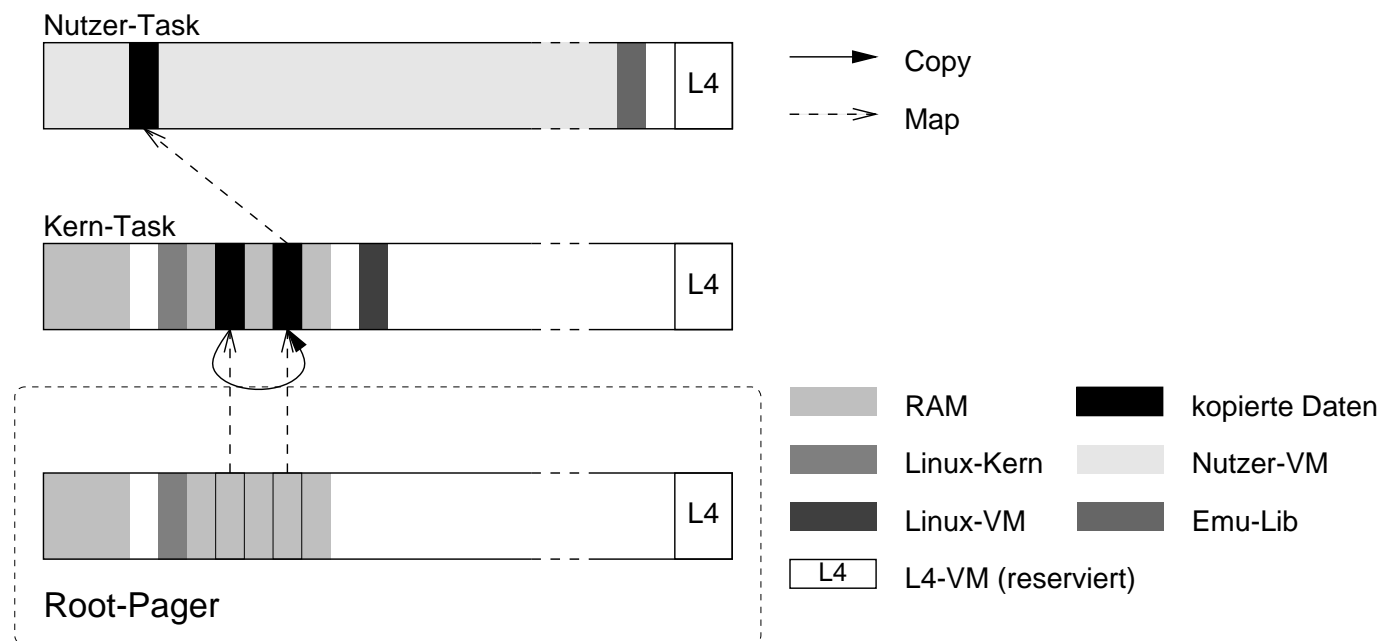 Nutzer-Task
L4
Copy
Map
Kern-Task
L4
RAM
kopierte Daten
Linux-Kern
Nutzer-VM
L4
Linux-VM
Emu-Lib
L4
L4-VM (reserviert)
Root-Pager